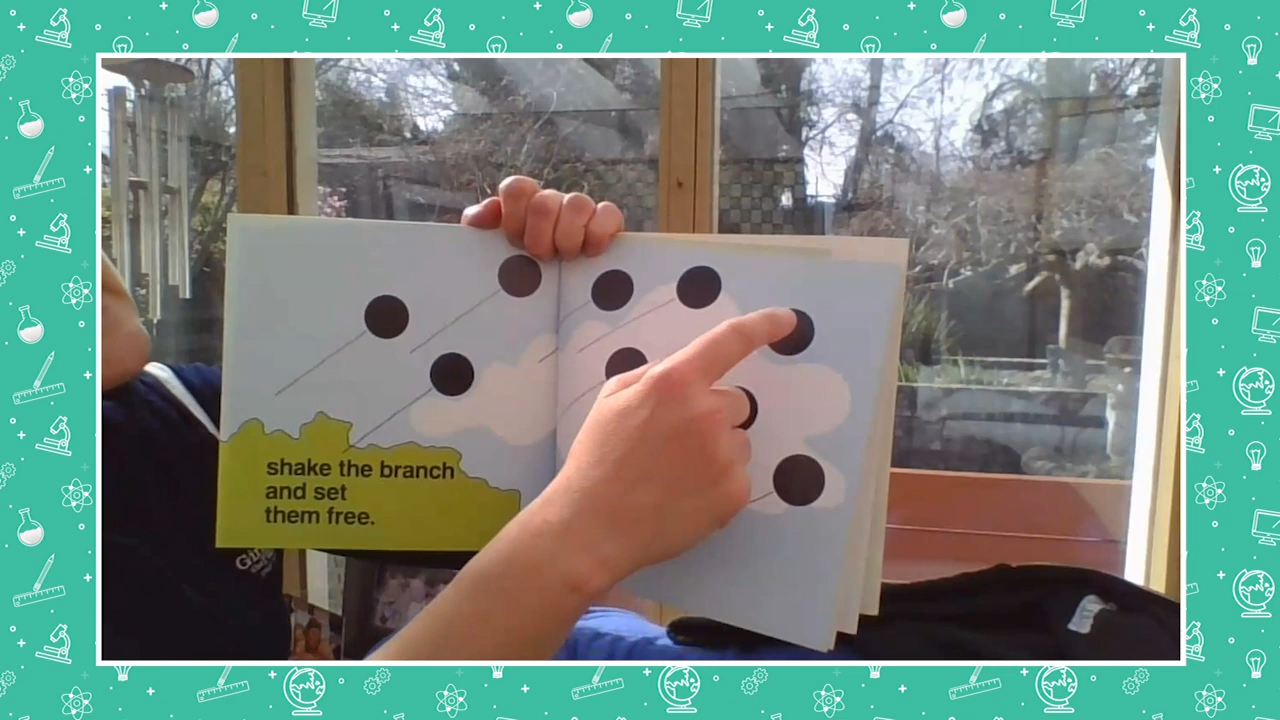 shake the branch
and set
them free.